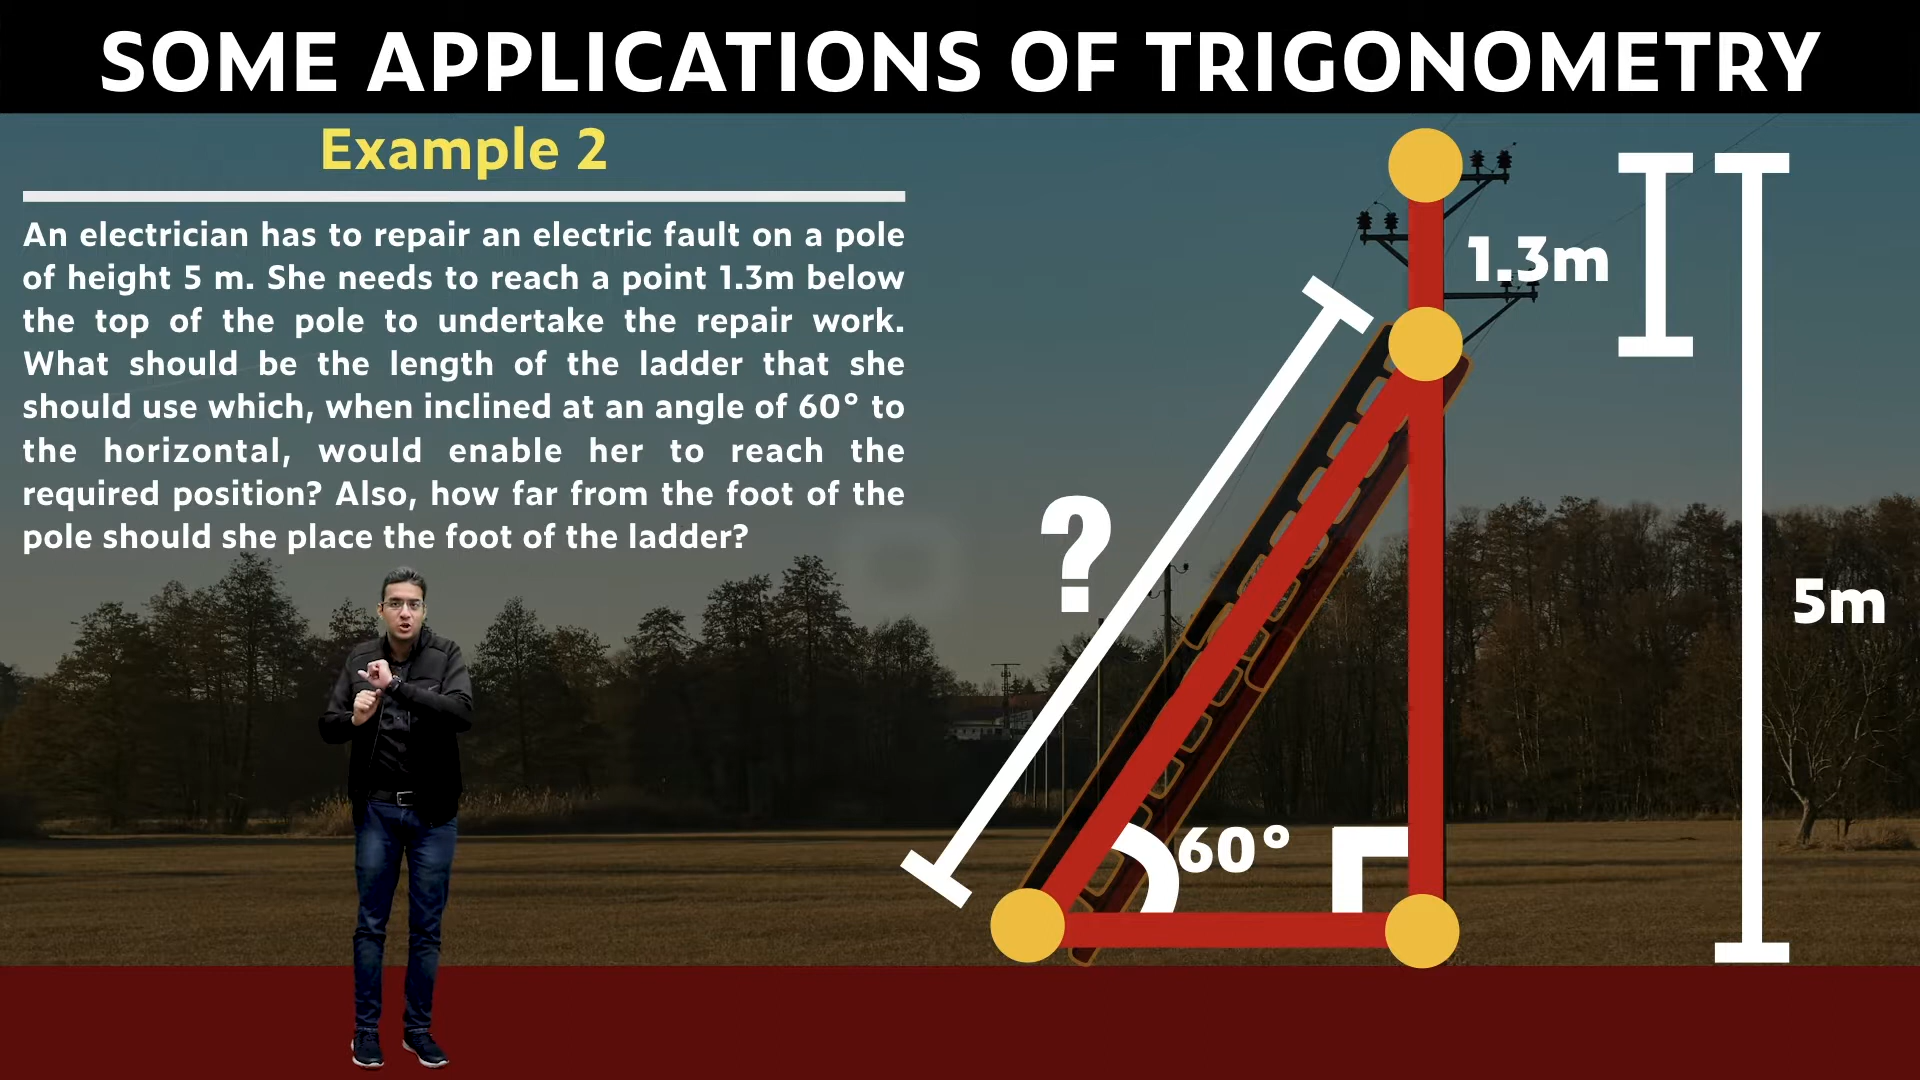 SOME APPLICATIONS OF TRIGONOMETRY
Example 2
An electrician has to repair an electric fault on a pole
of height 5 m. She needs to reach a point 1.3m below
the top of the pole to undertake the repair work.
What should be the length of the ladder that she
should use which, when inclined at an angle of 60° to
the horizontal, would enable her to reach the
required position? Also, how far from the foot of the
pole should she place the foot of the ladder?
1.3m
?
5m
60°